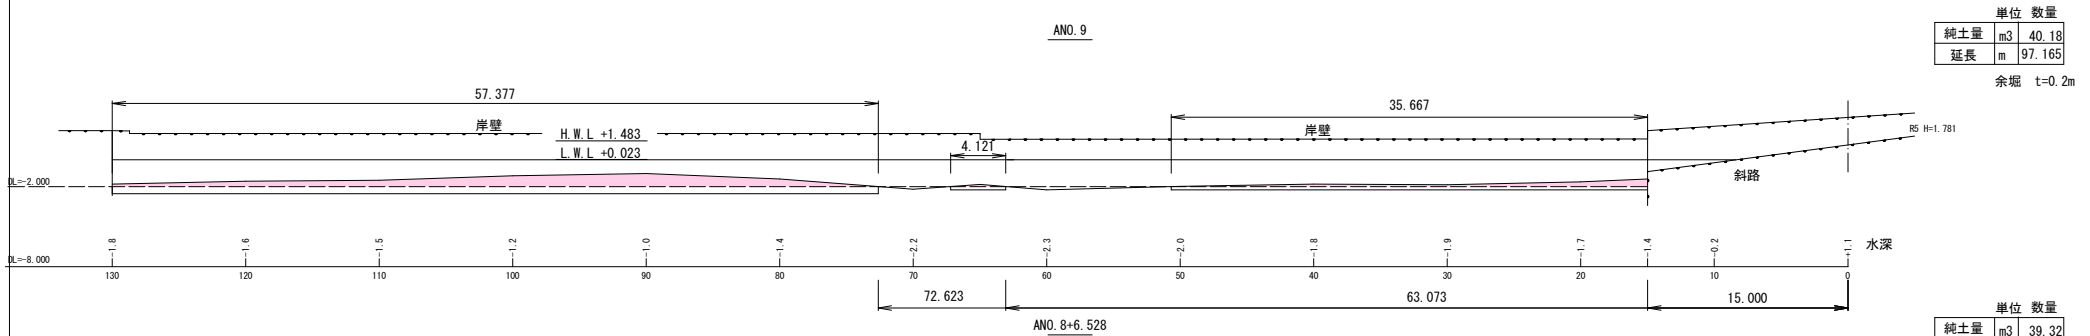 ANO.9
単位 数量
純土量 m3 40.18
延長 m 97.165
余堀 t=0.2m
57.377
35.667
岸壁
H.W.L +1.483
岸壁
R5 H=1.781
L.W.L +0.023
4.121
斜路
DL=-2.000
-1.8 -1.6 -1.5 -1.2 -1.0 -1.4 -2.2 -2.3 -2.0 -1.8 -1.9 -1.7 -1.4 -0.2 +1.1 水深
DL=-8.000
130 120 110 100 90 80 70 60 50 40 30 20 10 0
72.623 63.073 15.000
ANO.8+6.528
単位 数量
純土量 m3 39.32